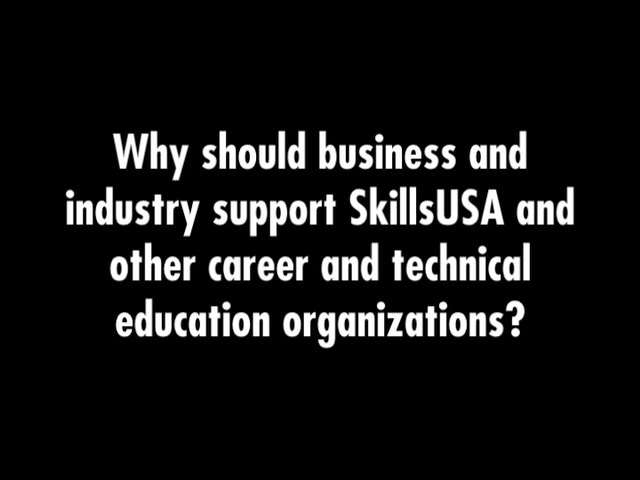 Why should business and
industry support SkillsUSA and
other career and technical
education organizations?